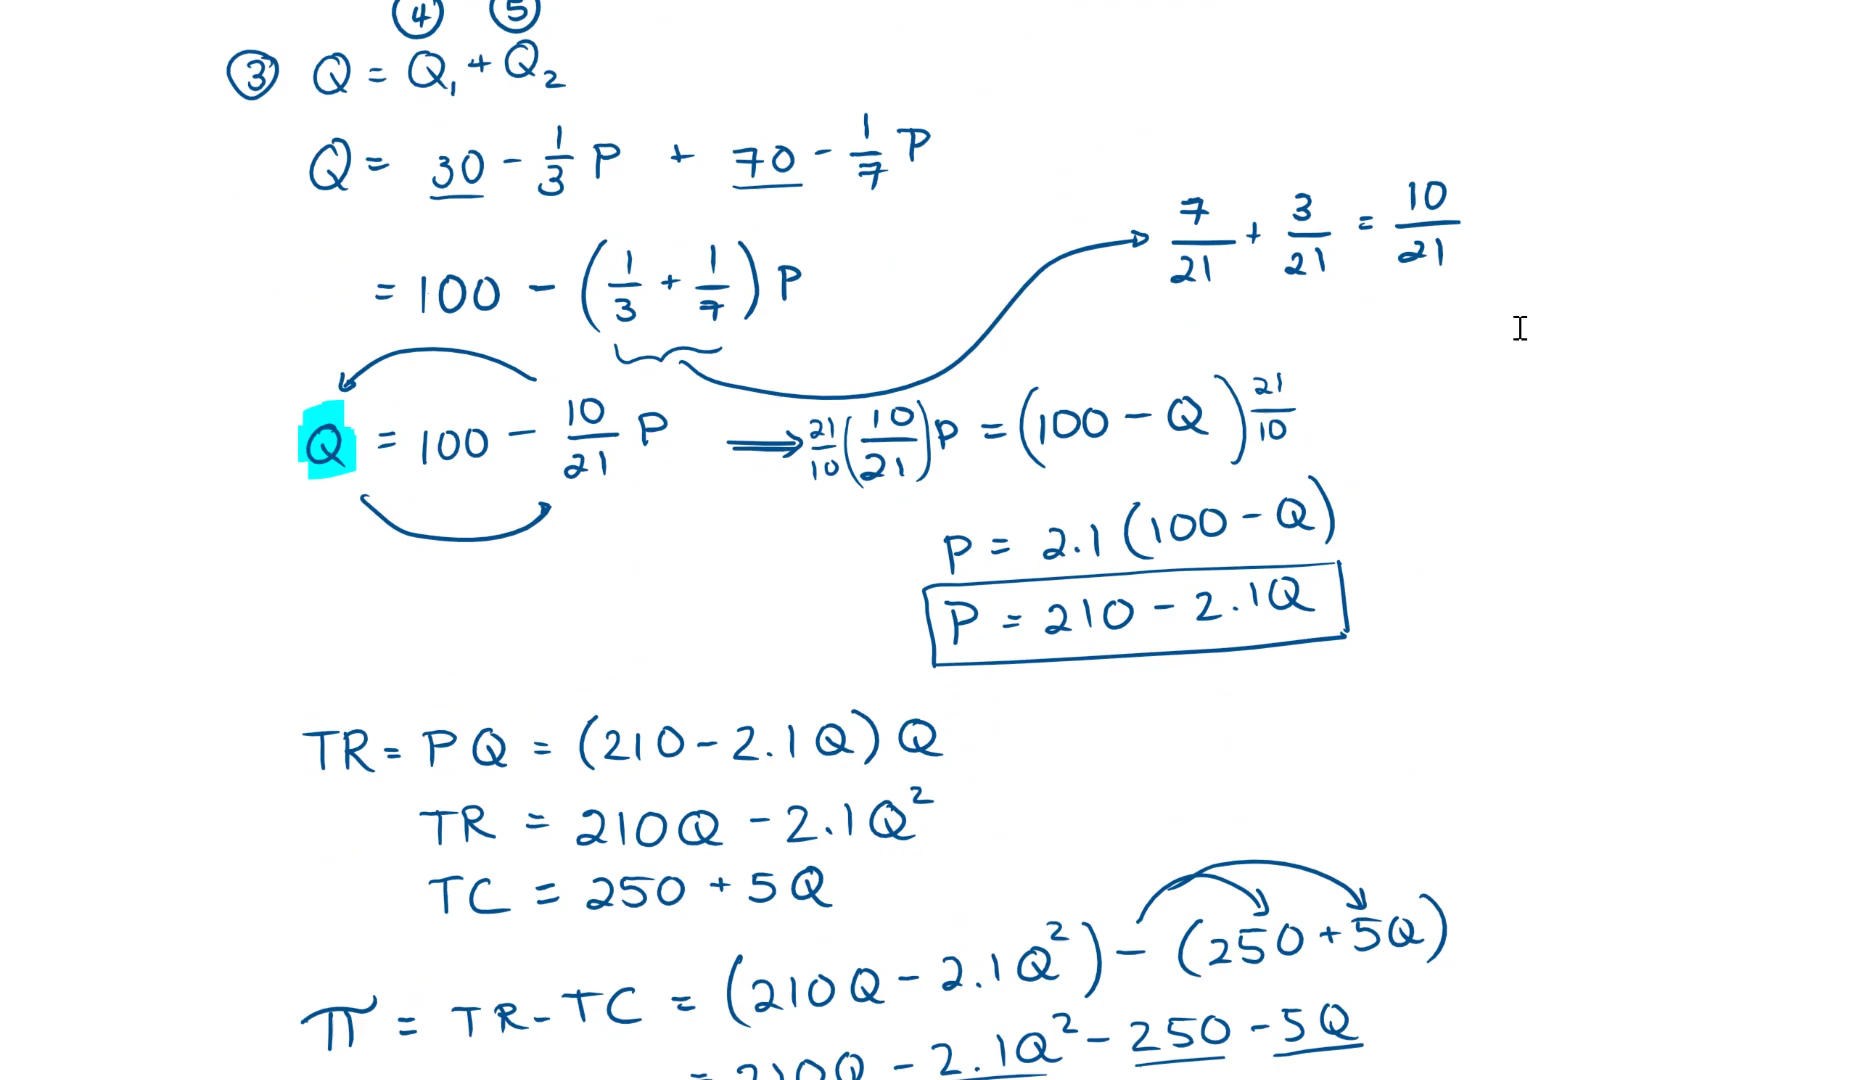 ④ ⑤
③ Q = Q₁ + Q₂
Q = 30 - 1/3 P + 70 - 1/7 P
= 100 - (1/3 + 1/7) P
7/21 + 3/21 = 10/21
Q = 100 - 10/21 P ⟹ 21/10 (10/21) P = (100 - Q) 21/10
P = 2.1 (100 - Q)
P = 210 - 2.1Q
TR = PQ = (210 - 2.1Q) Q
TR = 210Q - 2.1Q²
TC = 250 + 5Q
π = TR - TC = (210Q - 2.1Q²) - (250 + 5Q)
= 210Q - 2.1Q² - 250 - 5Q